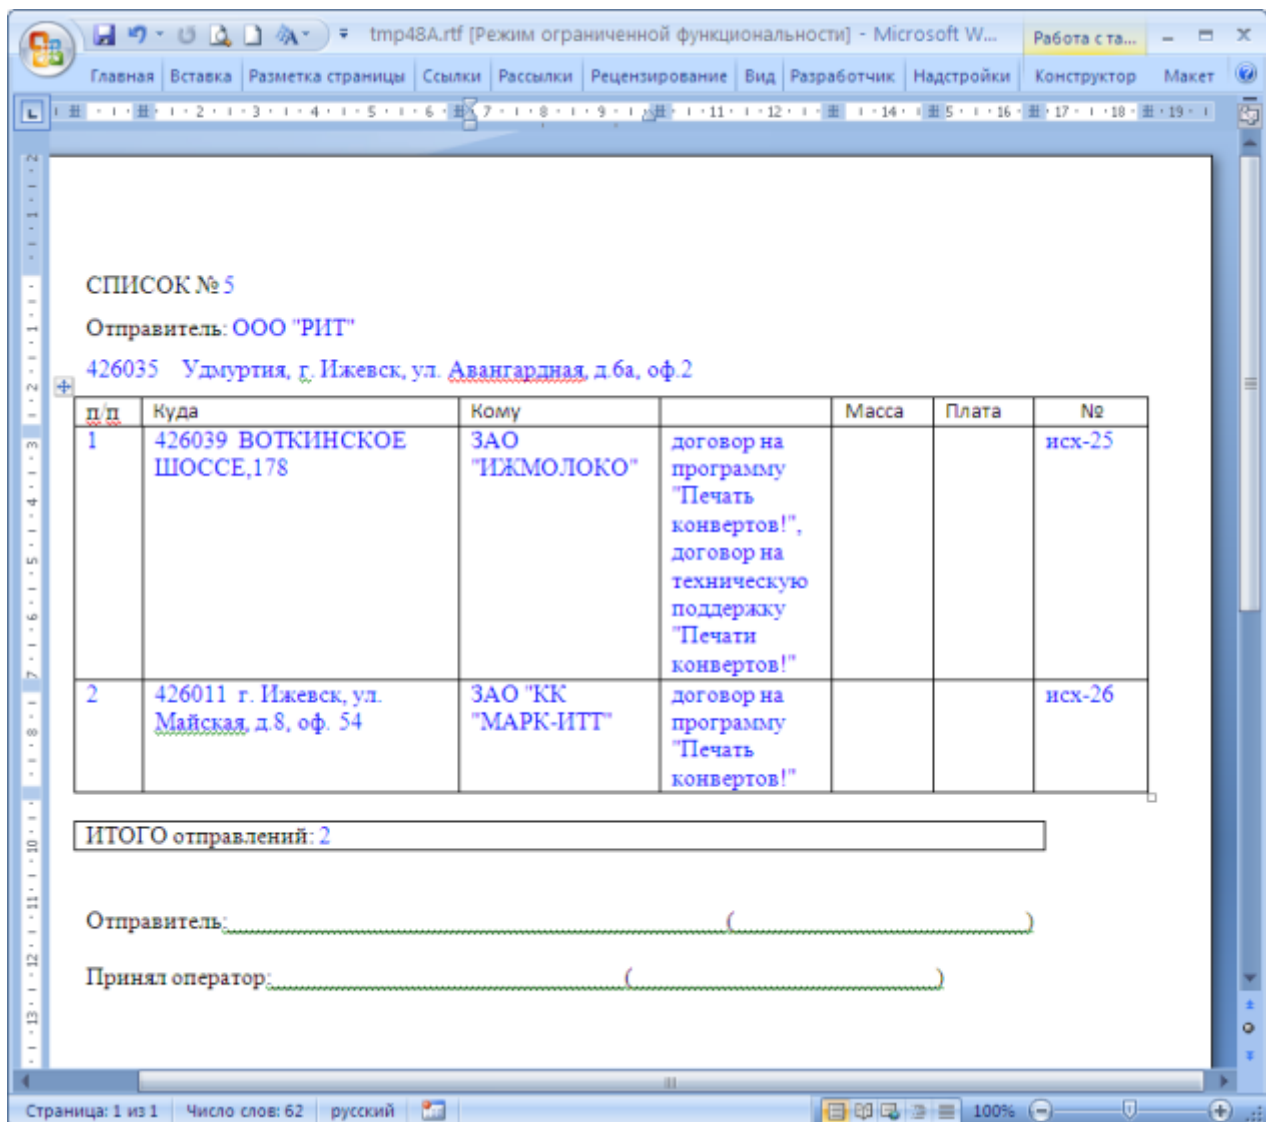 tmp48A.rtf [Режим ограниченной функциональности] - Microsoft W...
Работа с та...
Главная Вставка Разметка страницы Ссылки Рассылки Рецензирование Вид Разработчик Надстройки Конструктор Макет
СПИСОК № 5
Отправитель: ООО "РИТ"
426035 Удмуртия, г. Ижевск, ул. Авангардная, д.6а, оф.2
п/п Куда Кому Масса Плата №
1 426039 ВОТКИНСКОЕ ЗАО договор на исх-25
ШОССЕ,178 "ИЖМОЛОКО" программу
"Печать
конвертов!",
договор на
техническую
поддержку
"Печати
конвертов!"
2 426011 г. Ижевск, ул. ЗАО "КК договор на исх-26
Майская, д.8, оф. 54 "МАРК-ИТТ" программу
"Печать
конвертов!"
ИТОГО отправлений: 2
Отправитель: ( )
Принял оператор: ( )
Страница: 1 из 1 Число слов: 62 русский 100%